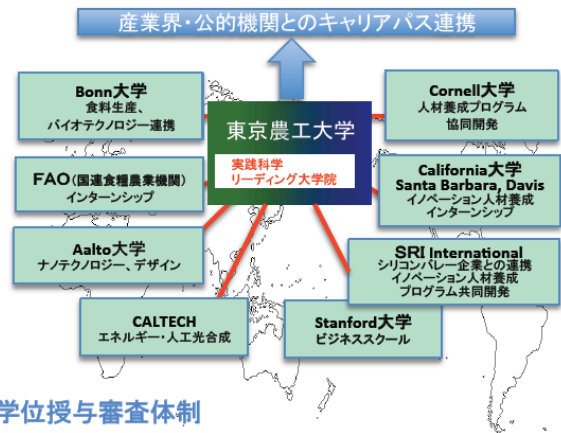 産業界・公的機関とのキャリアパス連携
Bonn大学
食料生産、
バイオテクノロジー連携
東京農工大学
実践科学
リーディング大学院
Cornell大学
人材養成プログラム
協同開発
FAO(国連食糧農業機関)
インターンシップ
California大学
Santa Barbara, Davis
イノベーション人材養成
インターンシップ
Aalto大学
ナノテクノロジー、デザイン
SRI International
シリコンバレー企業との連携
イノベーション人材養成
プログラム共同開発
CALTECH
エネルギー・人工光合成
Stanford大学
ビジネススクール
学位授与審査体制